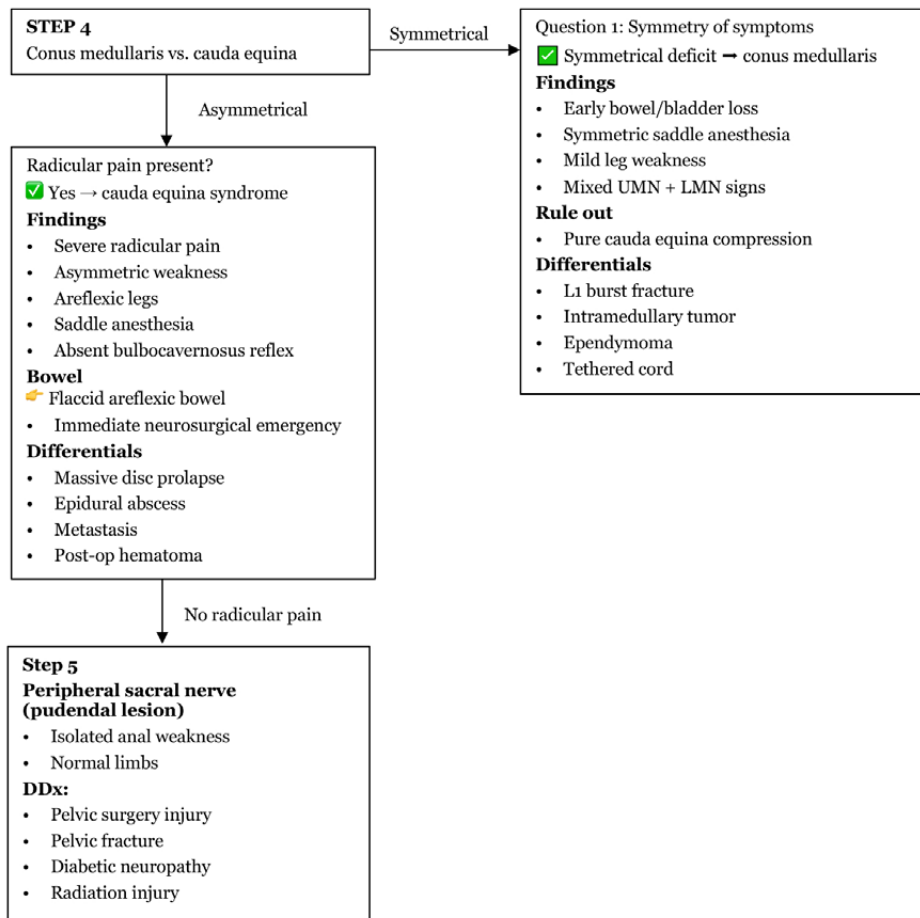 STEP 4
Conus medullaris vs. cauda equina
Symmetrical
Question 1: Symmetry of symptoms
✅ Symmetrical deficit → conus medullaris
Findings
• Early bowel/bladder loss
• Symmetric saddle anesthesia
• Mild leg weakness
• Mixed UMN + LMN signs
Rule out
• Pure cauda equina compression
Differentials
• L1 burst fracture
• Intramedullary tumor
• Ependymoma
• Tethered cord
Asymmetrical
Radicular pain present?
✅ Yes → cauda equina syndrome
Findings
• Severe radicular pain
• Asymmetric weakness
• Areflexic legs
• Saddle anesthesia
• Absent bulbocavernosus reflex
Bowel
👉 Flaccid areflexic bowel
• Immediate neurosurgical emergency
Differentials
• Massive disc prolapse
• Epidural abscess
• Metastasis
• Post-op hematoma
No radicular pain
Step 5
Peripheral sacral nerve
(pudendal lesion)
• Isolated anal weakness
• Normal limbs
DDx:
• Pelvic surgery injury
• Pelvic fracture
• Diabetic neuropathy
• Radiation injury